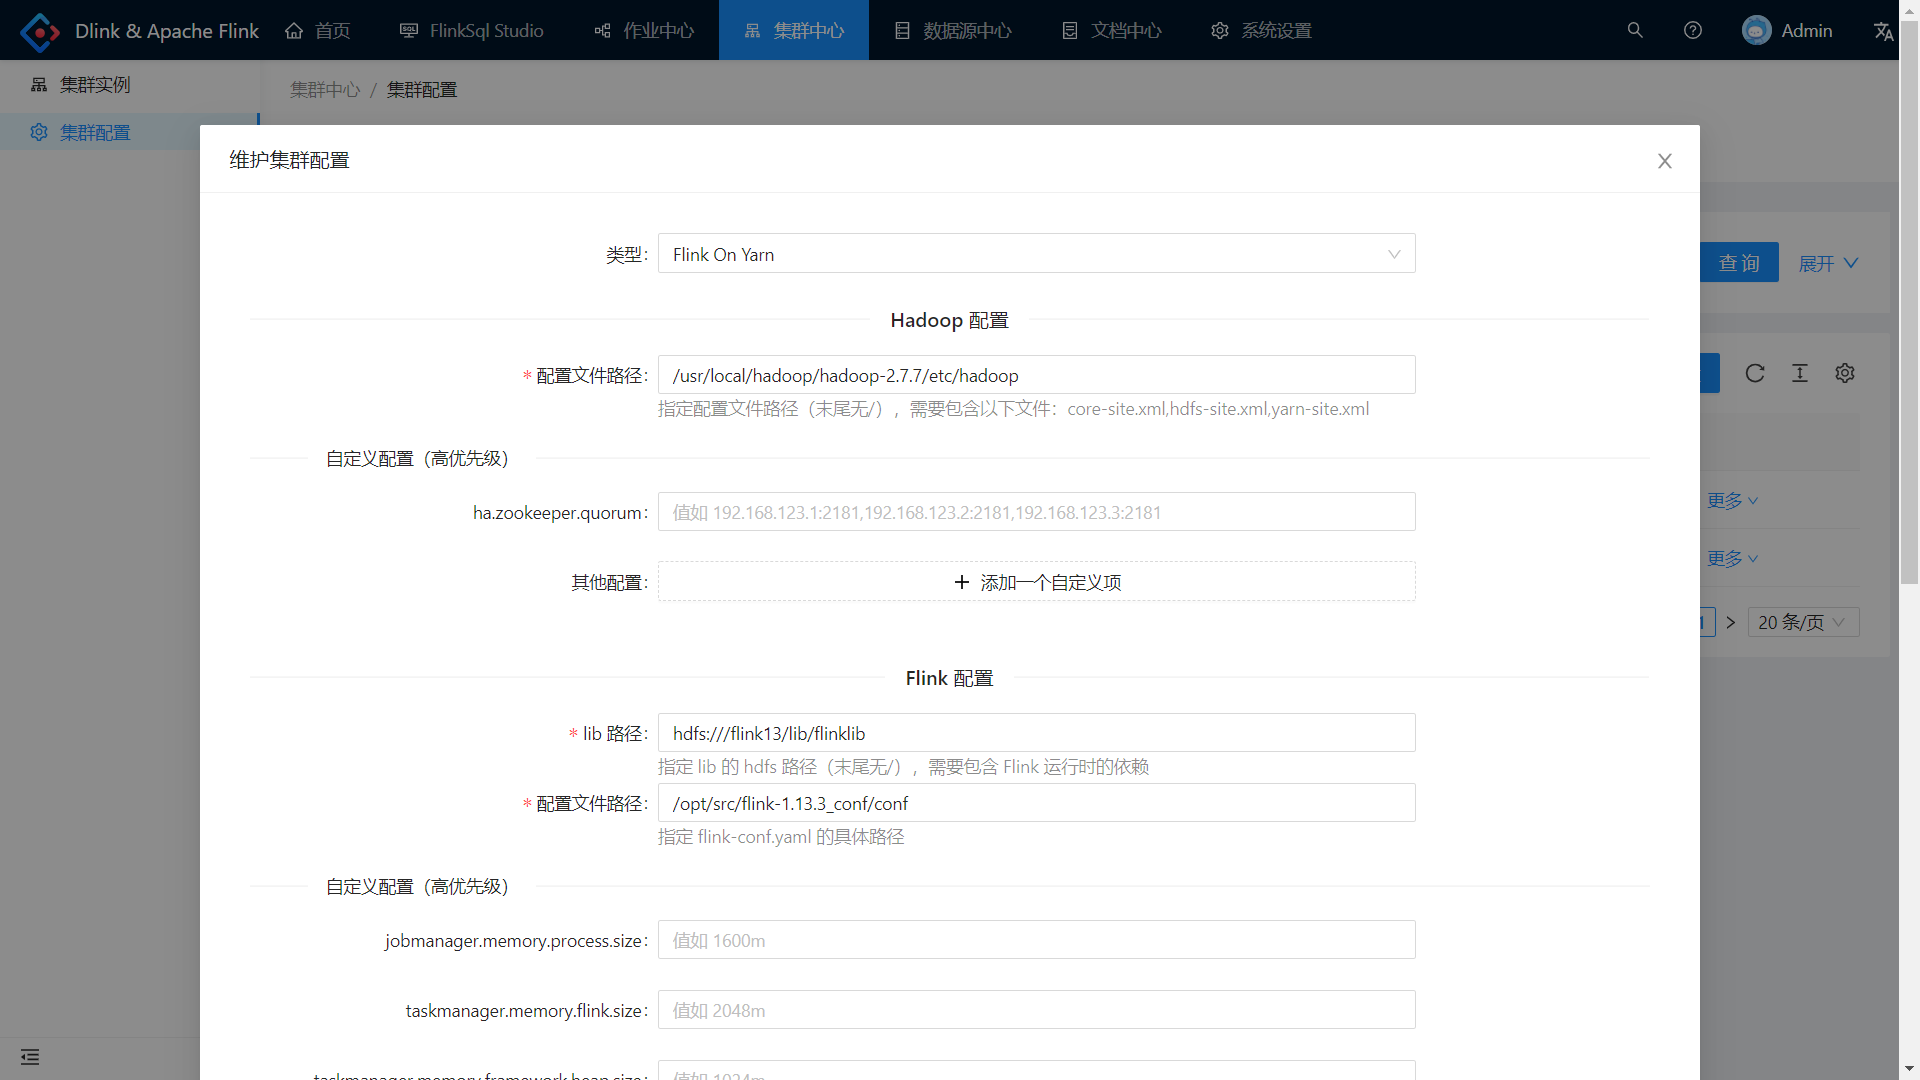 Dlink & Apache Flink 首页 FlinkSql Studio 作业中心 集群中心 数据源中心 文档中心 系统设置 Admin
集群实例
集群中心 / 集群配置
集群配置
维护集群配置
类型: Flink On Yarn
查 询 展开
Hadoop 配置
* 配置文件路径: /usr/local/hadoop/hadoop-2.7.7/etc/hadoop
指定配置文件路径（末尾无/），需要包含以下文件：core-site.xml,hdfs-site.xml,yarn-site.xml
自定义配置（高优先级）
更多
ha.zookeeper.quorum: 值如 192.168.123.1:2181,192.168.123.2:2181,192.168.123.3:2181
更多
其他配置: + 添加一个自定义项
1 > 20 条/页
Flink 配置
* lib 路径: hdfs:///flink13/lib/flinklib
指定 lib 的 hdfs 路径（末尾无/），需要包含 Flink 运行时的依赖
* 配置文件路径: /opt/src/flink-1.13.3_conf/conf
指定 flink-conf.yaml 的具体路径
自定义配置（高优先级）
jobmanager.memory.process.size: 值如 1600m
taskmanager.memory.flink.size: 值如 2048m
taskmanager.memory.framework.heap.size: 值如 1024m